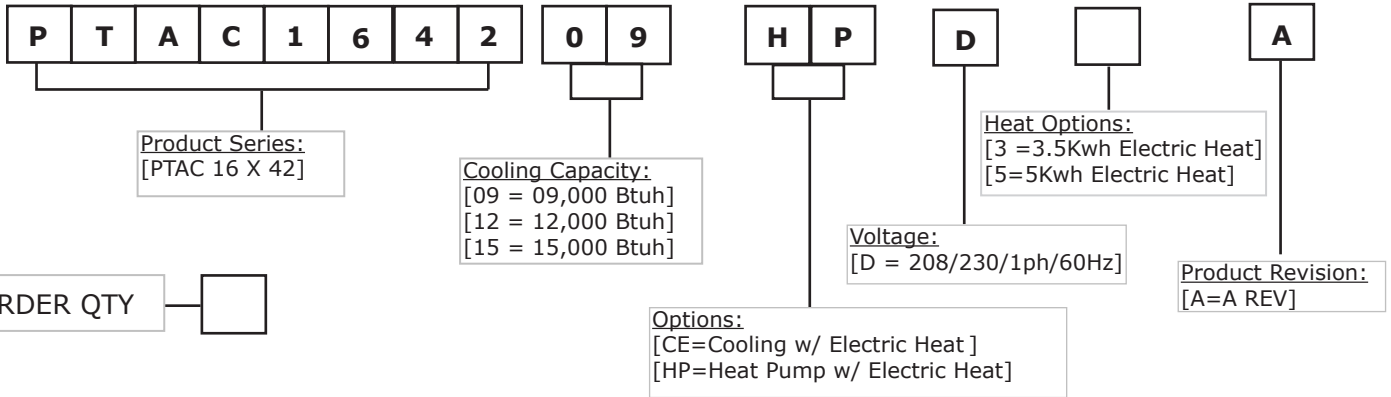 P T A C 1 6 4 2 0 9 H P D A
Product Series:
[PTAC 16 X 42]
Cooling Capacity:
[09 = 09,000 Btuh]
[12 = 12,000 Btuh]
[15 = 15,000 Btuh]
Heat Options:
[3 =3.5Kwh Electric Heat]
[5=5Kwh Electric Heat]
Voltage:
[D = 208/230/1ph/60Hz]
Product Revision:
[A=A REV]
RDER QTY
Options:
[CE=Cooling w/ Electric Heat ]
[HP=Heat Pump w/ Electric Heat]